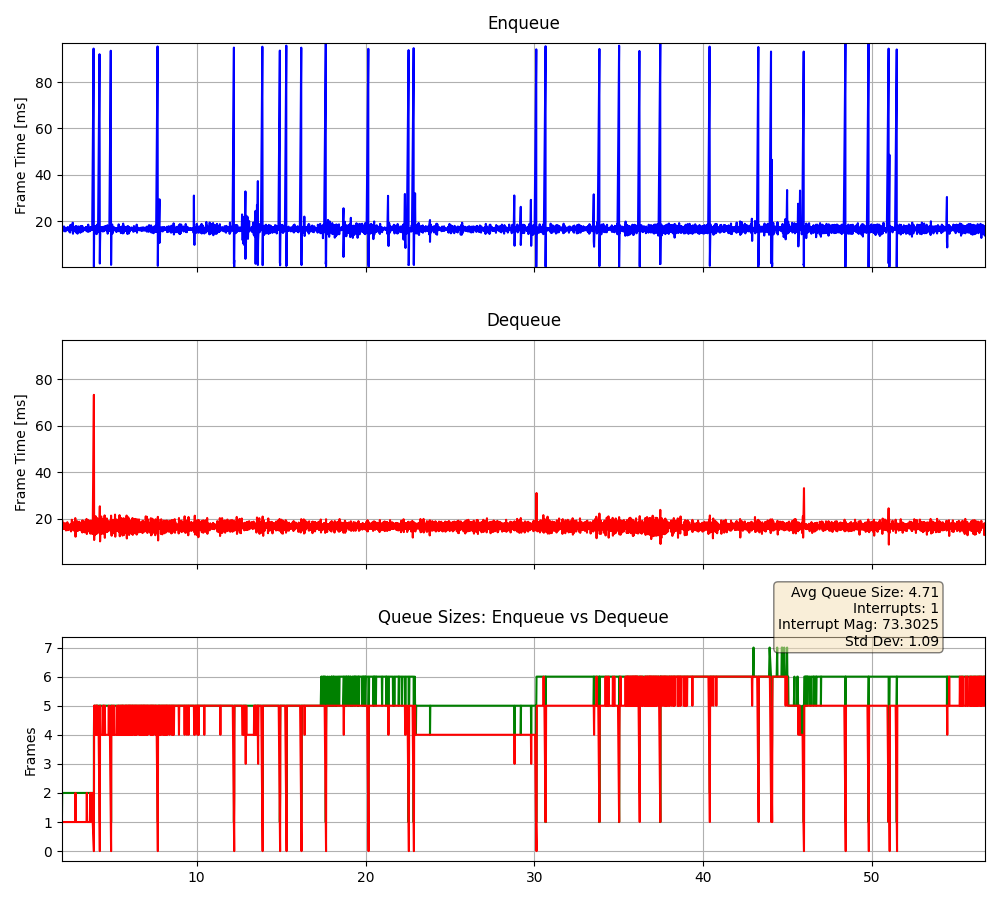 Enqueue
Frame Time [ms]
80
60
40
20
Dequeue
Frame Time [ms]
80
60
40
20
Avg Queue Size: 4.71
Interrupts: 1
Interrupt Mag: 73.3025
Std Dev: 1.09
Queue Sizes: Enqueue vs Dequeue
Frames
7
6
5
4
3
2
1
0
10 20 30 40 50